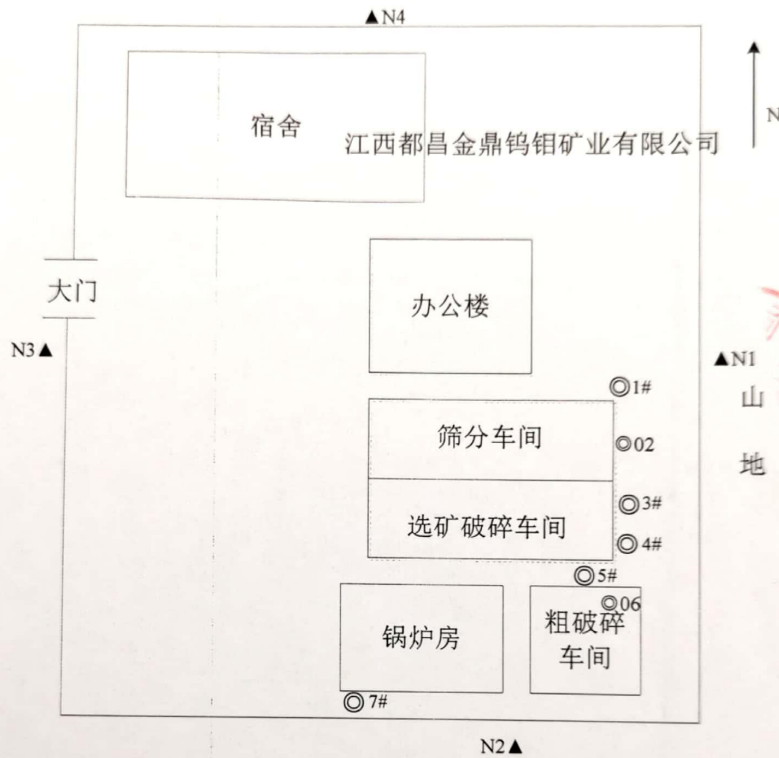 ▲N4
N
宿舍
江西都昌金鼎钨钼矿业有限公司
大门
办公楼
N3▲
▲N1
◎1#
山
地
筛分车间
◎02
选矿破碎车间
◎3#
◎4#
◎5#
◎06
锅炉房
粗破碎
车间
◎7#
N2▲